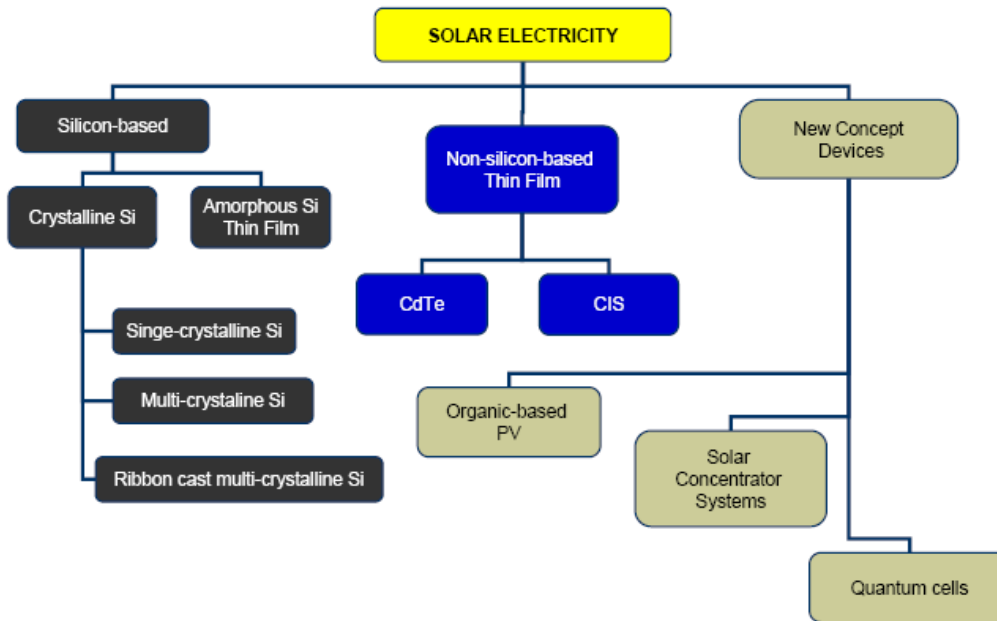 SOLAR ELECTRICITY
Silicon-based
Non-silicon-based
Thin Film
New Concept
Devices
Crystalline Si
Amorphous Si
Thin Film
CdTe
CIS
Singe-crystalline Si
Multi-crystaline Si
Ribbon cast multi-crystalline Si
Organic-based
PV
Solar
Concentrator
Systems
Quantum cells